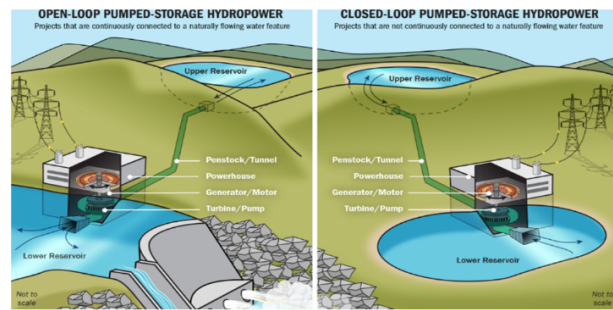 OPEN-LOOP PUMPED-STORAGE HYDROPOWER
Projects that are continuously connected to a naturally flowing water feature
Upper Reservoir
Penstock/Tunnel
Powerhouse
Generator/Motor
Turbine/Pump
Lower Reservoir
Not to
scale
CLOSED-LOOP PUMPED-STORAGE HYDROPOWER
Projects that are not continuously connected to a naturally flowing water feature
Upper Reservoir
Penstock/Tunnel
Powerhouse
Generator/Motor
Turbine/Pump
Lower Reservoir
Not to
scale